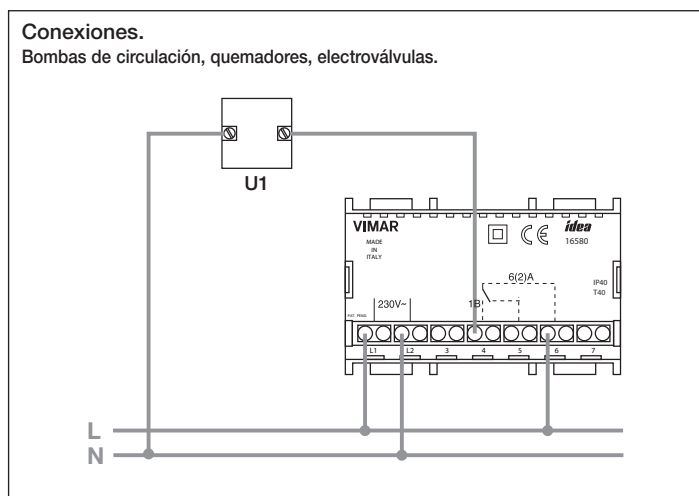 Conexiones.
Bombas de circulación, quemadores, electroválvulas.
U1
VIMAR
MADE
IN
ITALY
CE
idea
16580
6(2)A
IP40
T40
230V~
1B
L1 L2 3 4 5 6 7
L
N